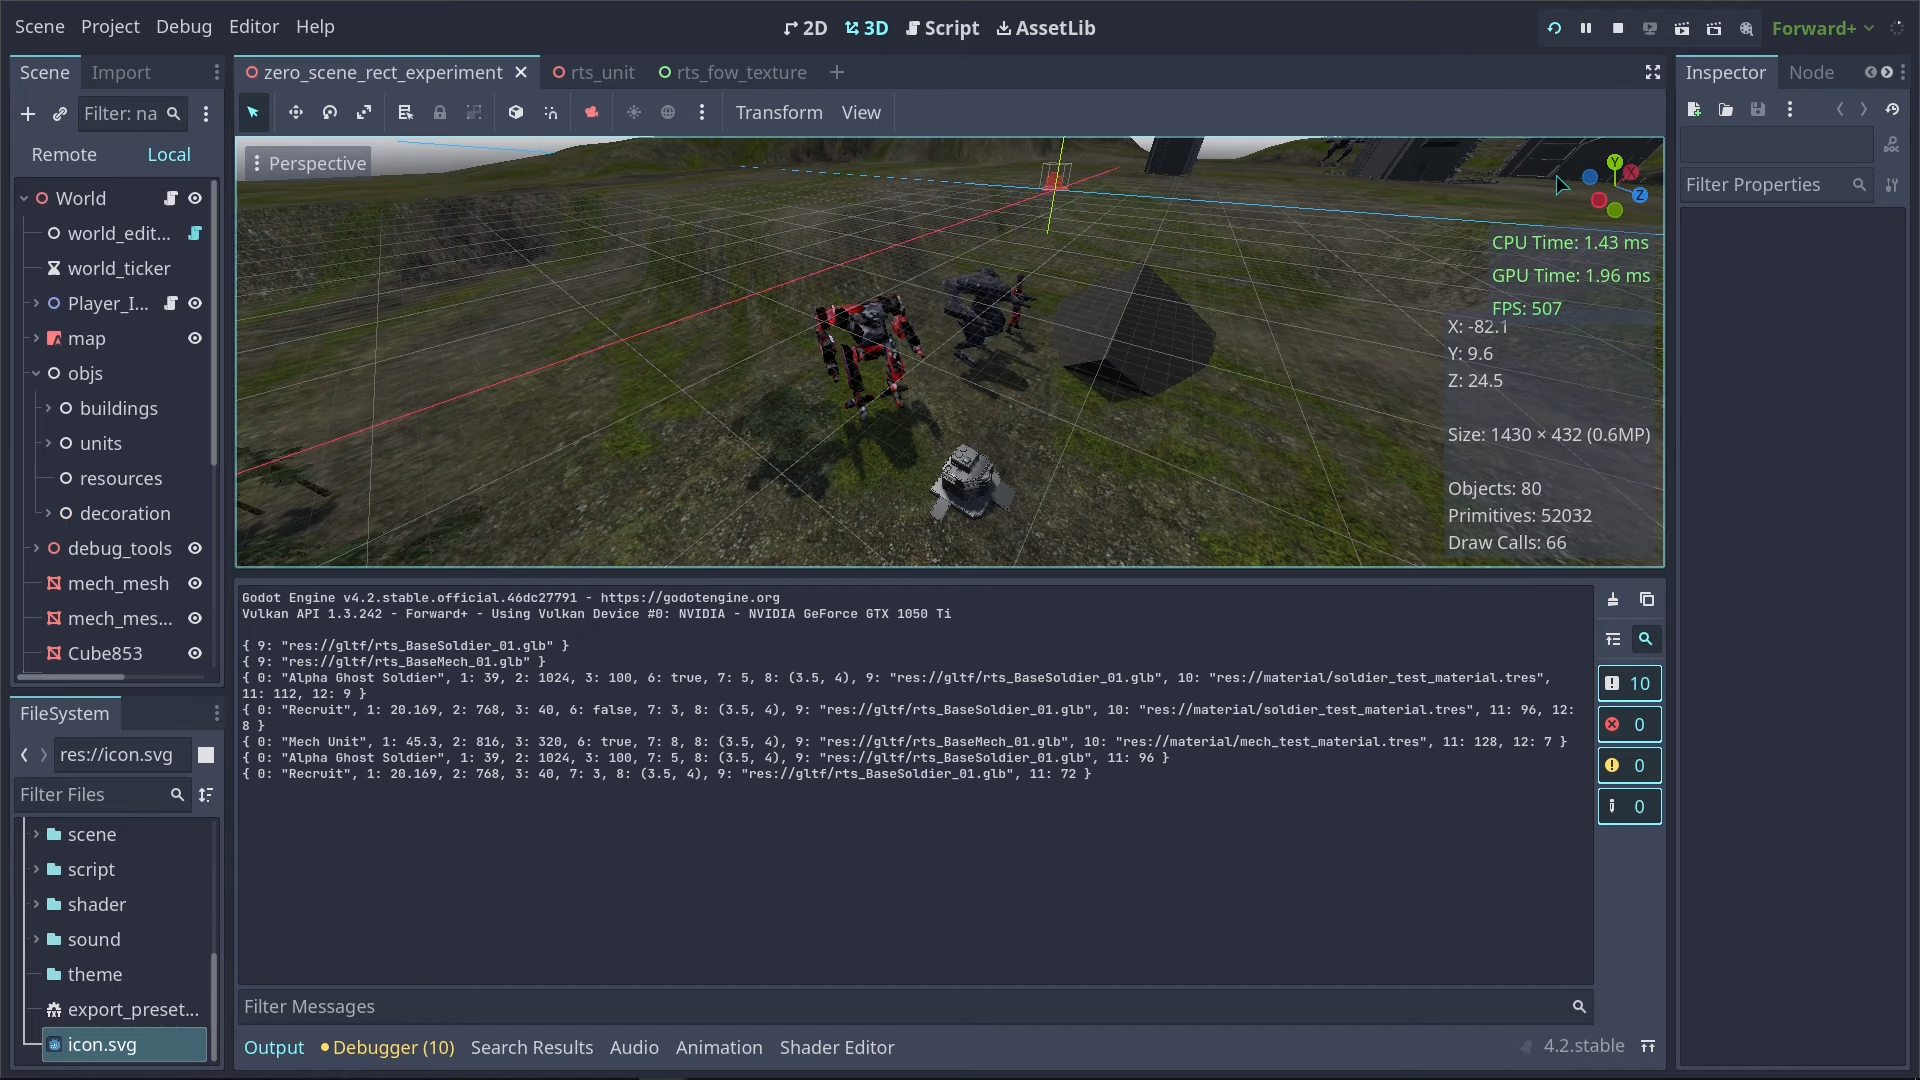 Scene Project Debug Editor Help
2D 3D Script AssetLib
Forward+
Scene Import
zero_scene_rect_experiment rts_unit rts_fow_texture
Inspector Node
Filter: na
Transform View
Remote Local
Perspective
Filter Properties
World
world_edit...
world_ticker
Player_I...
map
objs
buildings
units
resources
decoration
debug_tools
mech_mesh
mech_mes...
Cube853
Y
X
Z
CPU Time: 1.43 ms
GPU Time: 1.96 ms
FPS: 507
X: -82.1
Y: 9.6
Z: 24.5
Size: 1430 × 432 (0.6MP)
Objects: 80
Primitives: 52032
Draw Calls: 66
Godot Engine v4.2.stable.official.46dc27791 - https://godotengine.org
Vulkan API 1.3.242 - Forward+ - Using Vulkan Device #0: NVIDIA - NVIDIA GeForce GTX 1050 Ti
{ 9: "res://gltf/rts_BaseSoldier_01.glb" }
{ 9: "res://gltf/rts_BaseMech_01.glb" }
{ 0: "Alpha Ghost Soldier", 1: 39, 2: 1024, 3: 100, 6: true, 7: 5, 8: (3.5, 4), 9: "res://gltf/rts_BaseSoldier_01.glb", 10: "res://material/soldier_test_material.tres",
11: 112, 12: 9 }
{ 0: "Recruit", 1: 20.169, 2: 768, 3: 40, 6: false, 7: 3, 8: (3.5, 4), 9: "res://gltf/rts_BaseSoldier_01.glb", 10: "res://material/soldier_test_material.tres", 11: 96, 12:
8 }
{ 0: "Mech Unit", 1: 45.3, 2: 816, 3: 320, 6: true, 7: 8, 8: (3.5, 4), 9: "res://gltf/rts_BaseMech_01.glb", 10: "res://material/mech_test_material.tres", 11: 128, 12: 7 }
{ 0: "Alpha Ghost Soldier", 1: 39, 2: 1024, 3: 100, 7: 5, 8: (3.5, 4), 9: "res://gltf/rts_BaseSoldier_01.glb", 11: 96 }
{ 0: "Recruit", 1: 20.169, 2: 768, 3: 40, 7: 3, 8: (3.5, 4), 9: "res://gltf/rts_BaseSoldier_01.glb", 11: 72 }
10
0
0
0
FileSystem
res://icon.svg
Filter Files
scene
script
shader
sound
theme
export_preset...
icon.svg
Filter Messages
Output Debugger (10) Search Results Audio Animation Shader Editor
4.2.stable